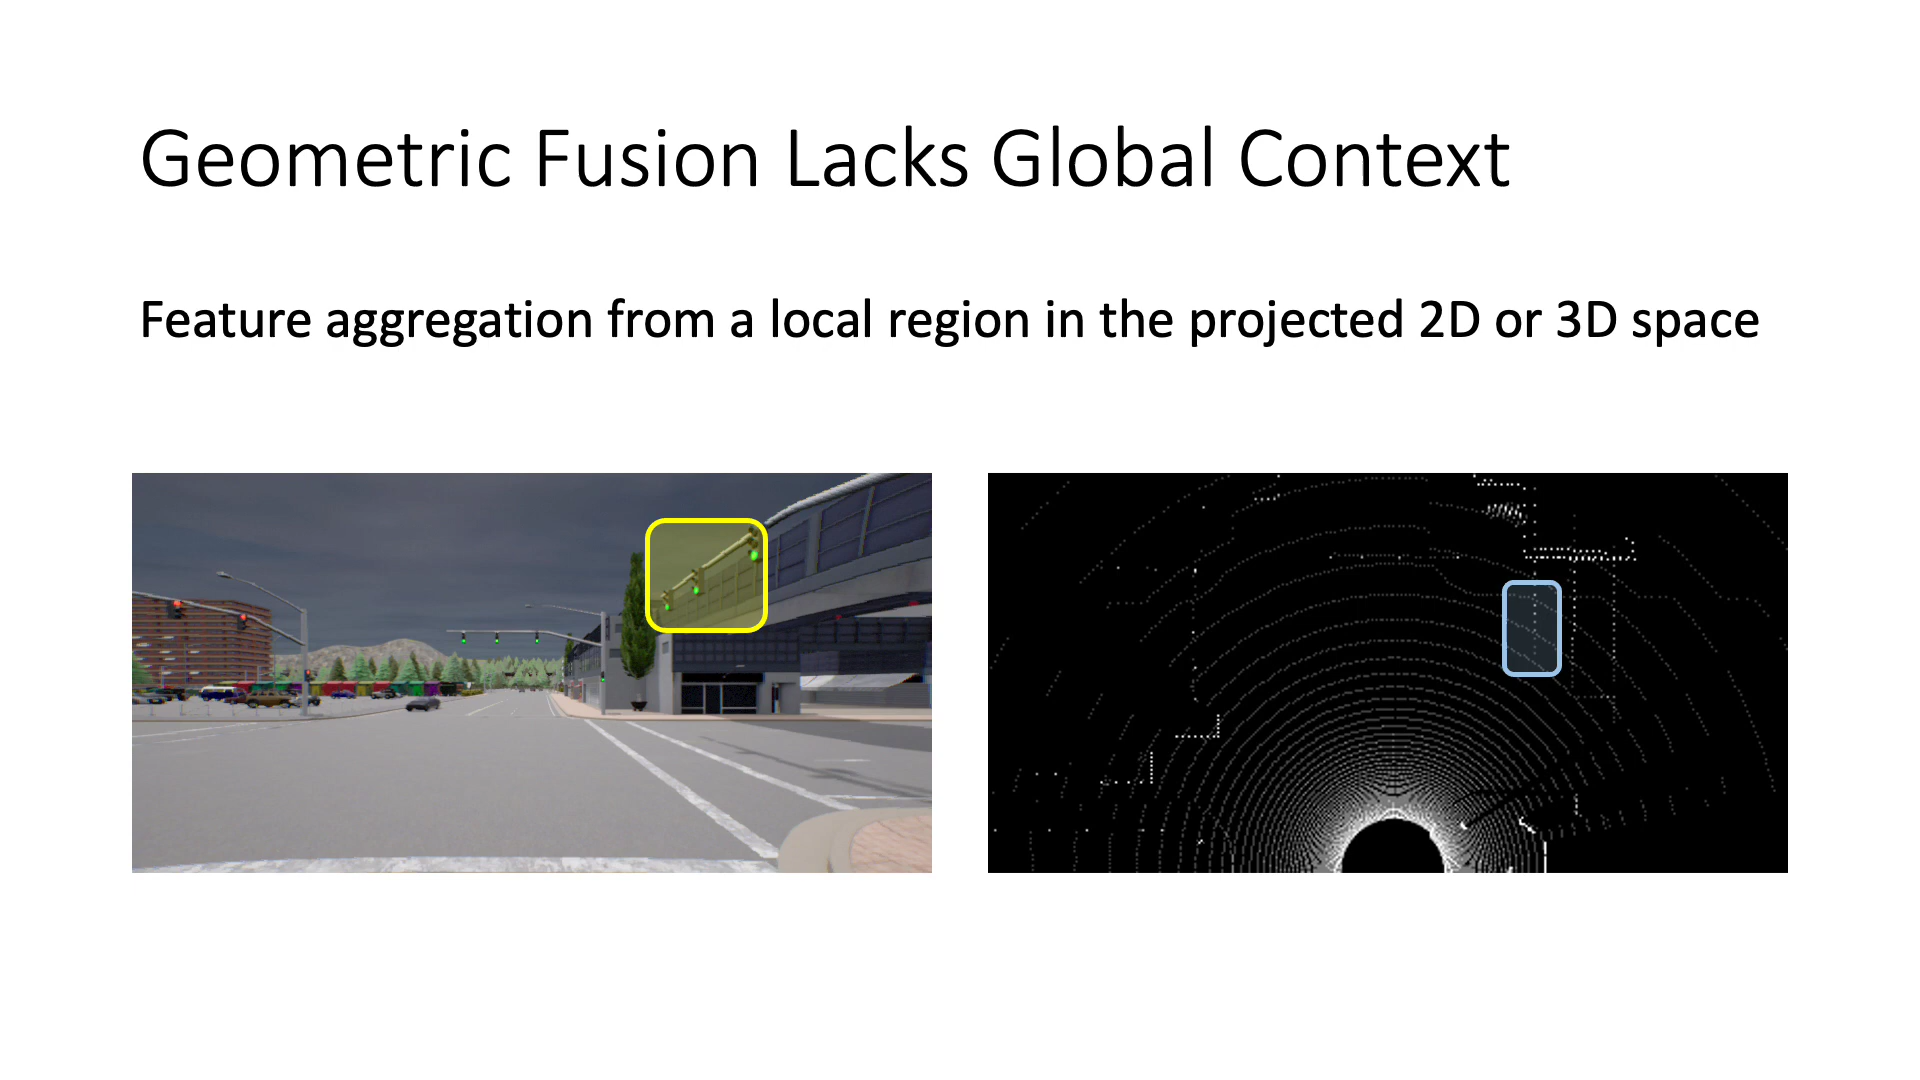 Geometric Fusion Lacks Global Context
Feature aggregation from a local region in the projected 2D or 3D space